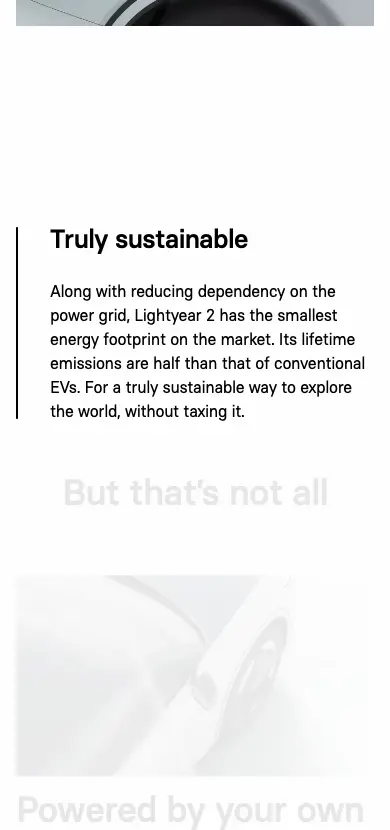 Truly sustainable
Along with reducing dependency on the
power grid, Lightyear 2 has the smallest
energy footprint on the market. Its lifetime
emissions are half than that of conventional
EVs. For a truly sustainable way to explore
the world, without taxing it.
But that's not all
Powered by your own